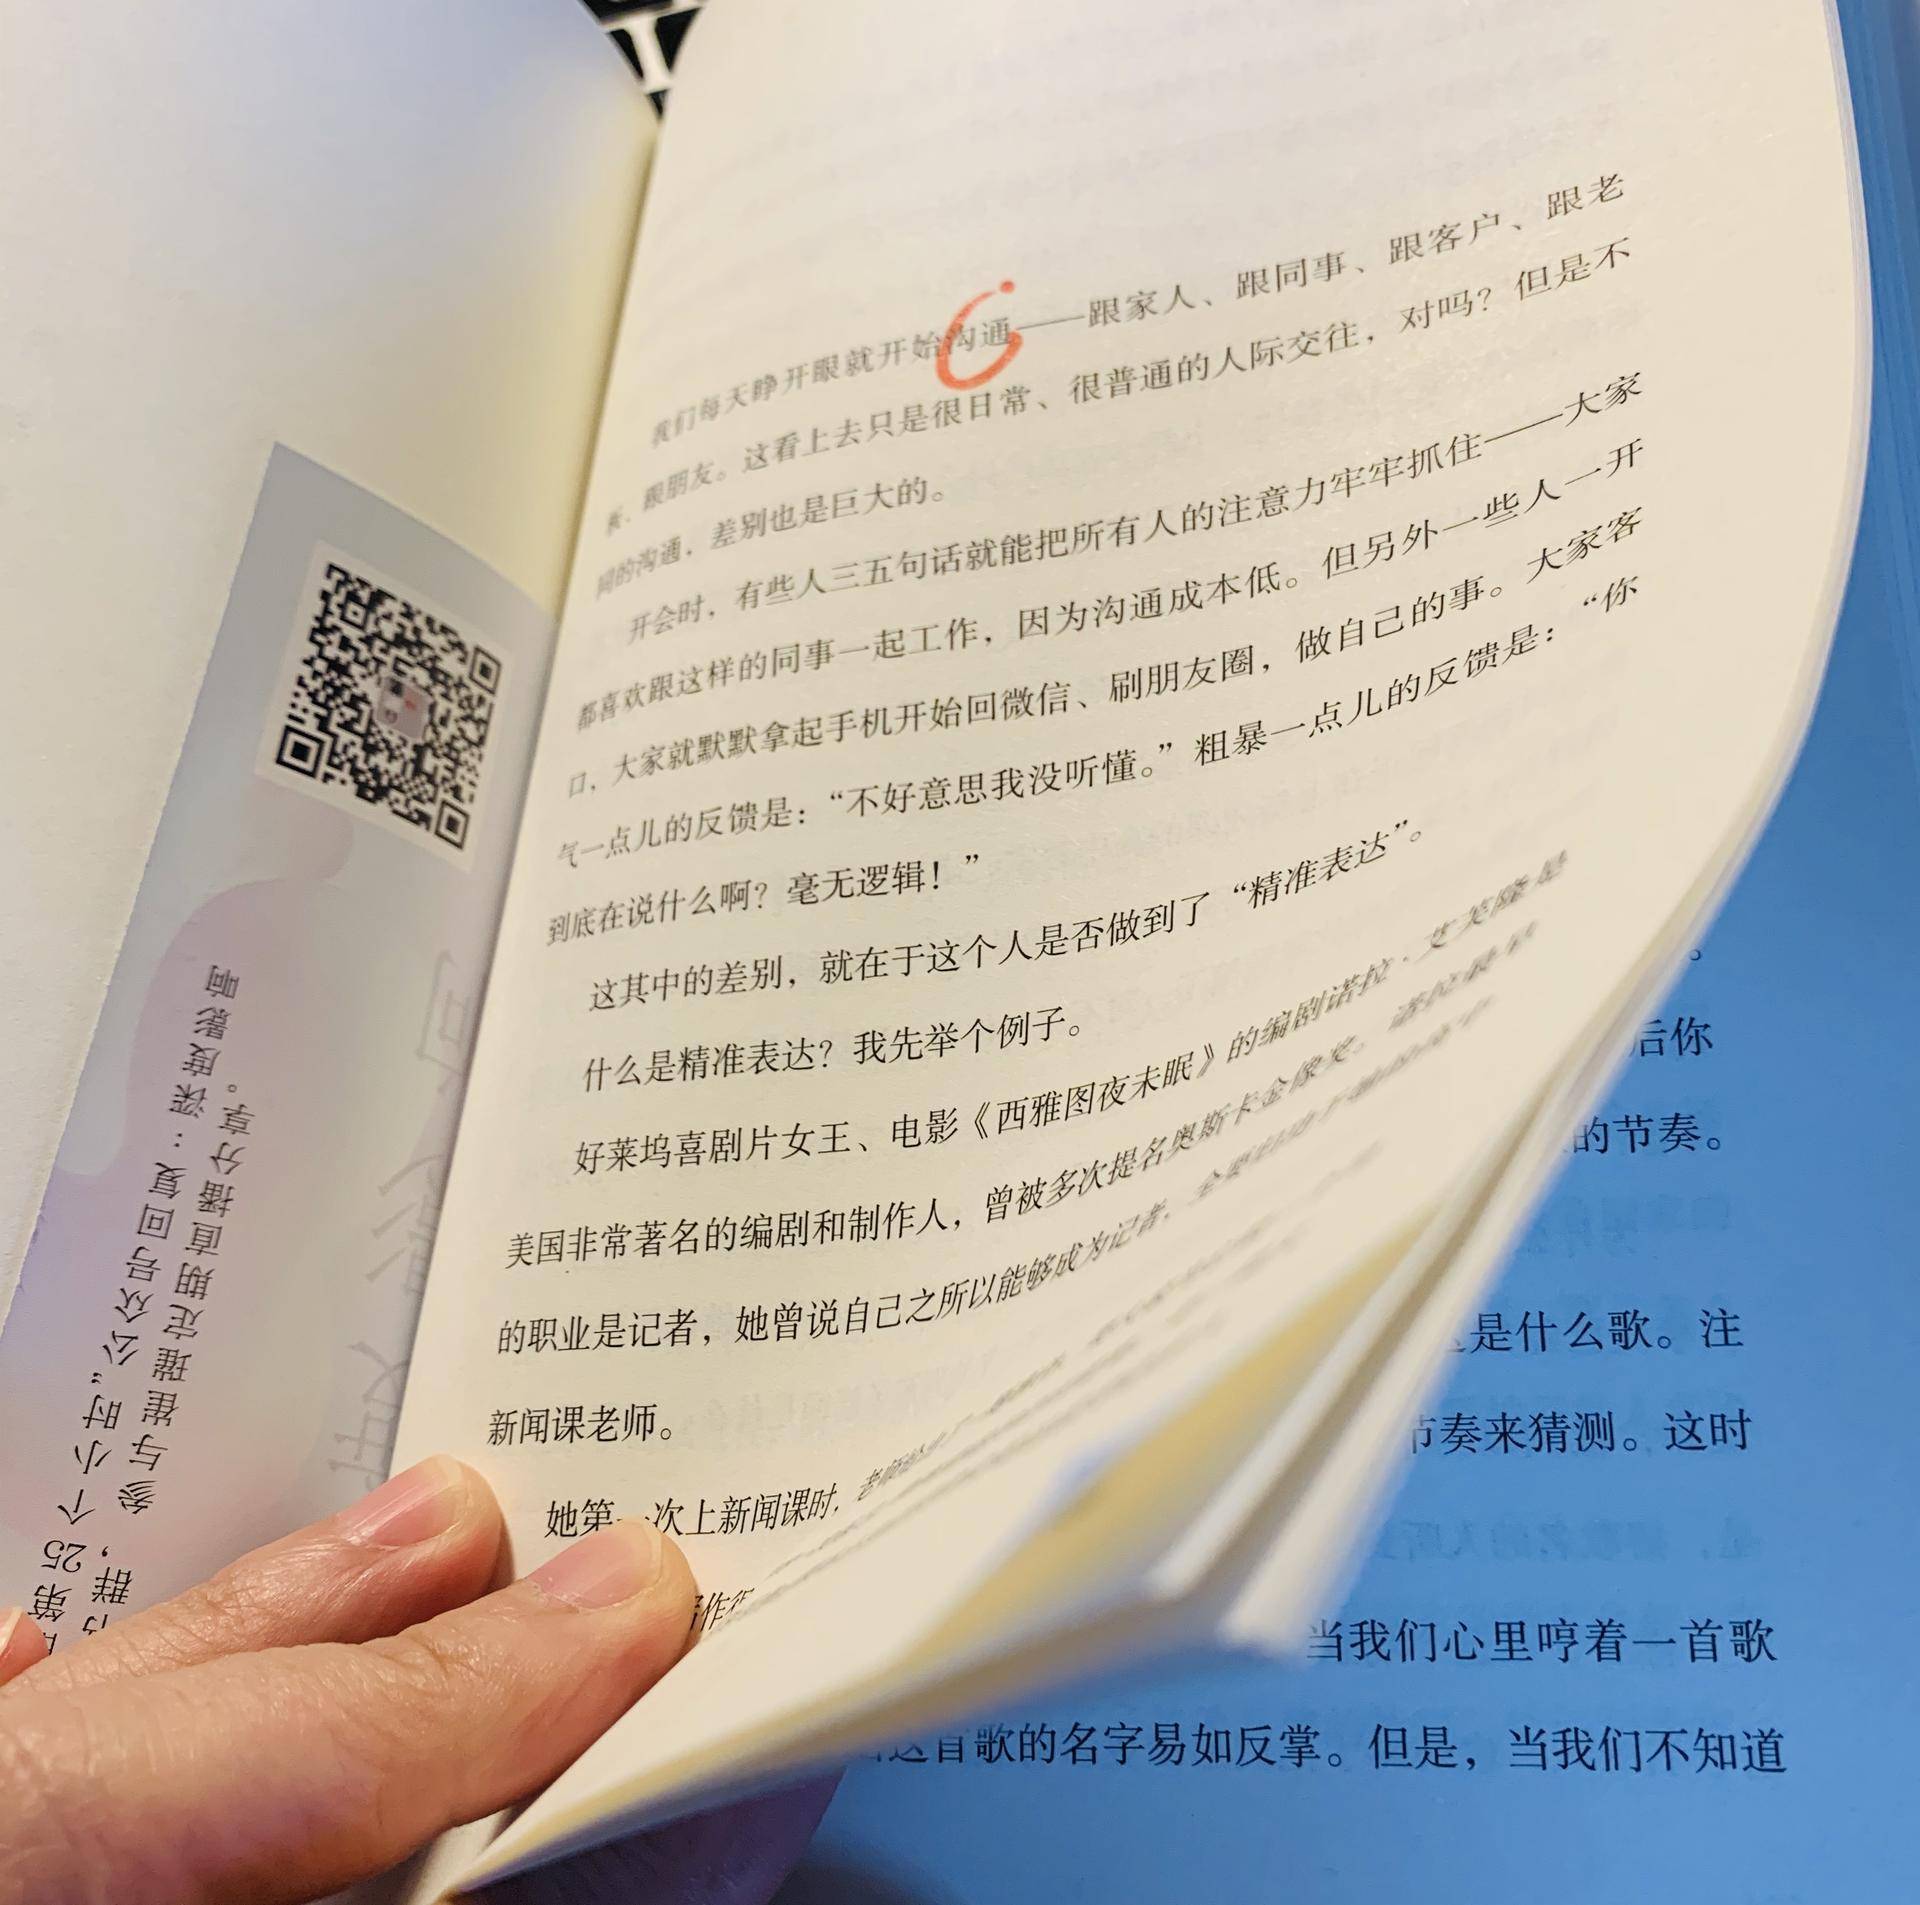 我们每天睁开眼就开始沟通——跟家人、跟同事、跟客户、跟老
长、跟朋友。这看上去只是很日常、很普通的人际交往，对吗？但是不
同的沟通，差别也是巨大的。
开会时，有些人三五句话就能把所有人的注意力牢牢抓住——大家
都喜欢跟这样的同事一起工作，因为沟通成本低。但另外一些人一开
口，大家就默默拿起手机开始回微信、刷朋友圈，做自己的事。大家客
气一点儿的反馈是：“不好意思我没听懂。”粗暴一点儿的反馈是：“你
到底在说什么啊？毫无逻辑！”
这其中的差别，就在于这个人是否做到了“精准表达”。
什么是精准表达？我先举个例子。
好莱坞喜剧片女王、电影《西雅图夜未眠》的编剧诺拉·艾芙隆是
美国非常著名的编剧和制作人，曾被多次提名奥斯卡金像奖。诺拉最早
的职业是记者，她曾说自己之所以能够成为记者，全
新闻课老师。
她第一次上新闻课时，老师
作
第25个小时”公众号回复：深度影响
群，参与崔璀定期直播分享。
。
后你
的节奏。
是什么歌。注
节奏来猜测。这时
当我们心里哼着一首歌
这首歌的名字易如反掌。但是，当我们不知道